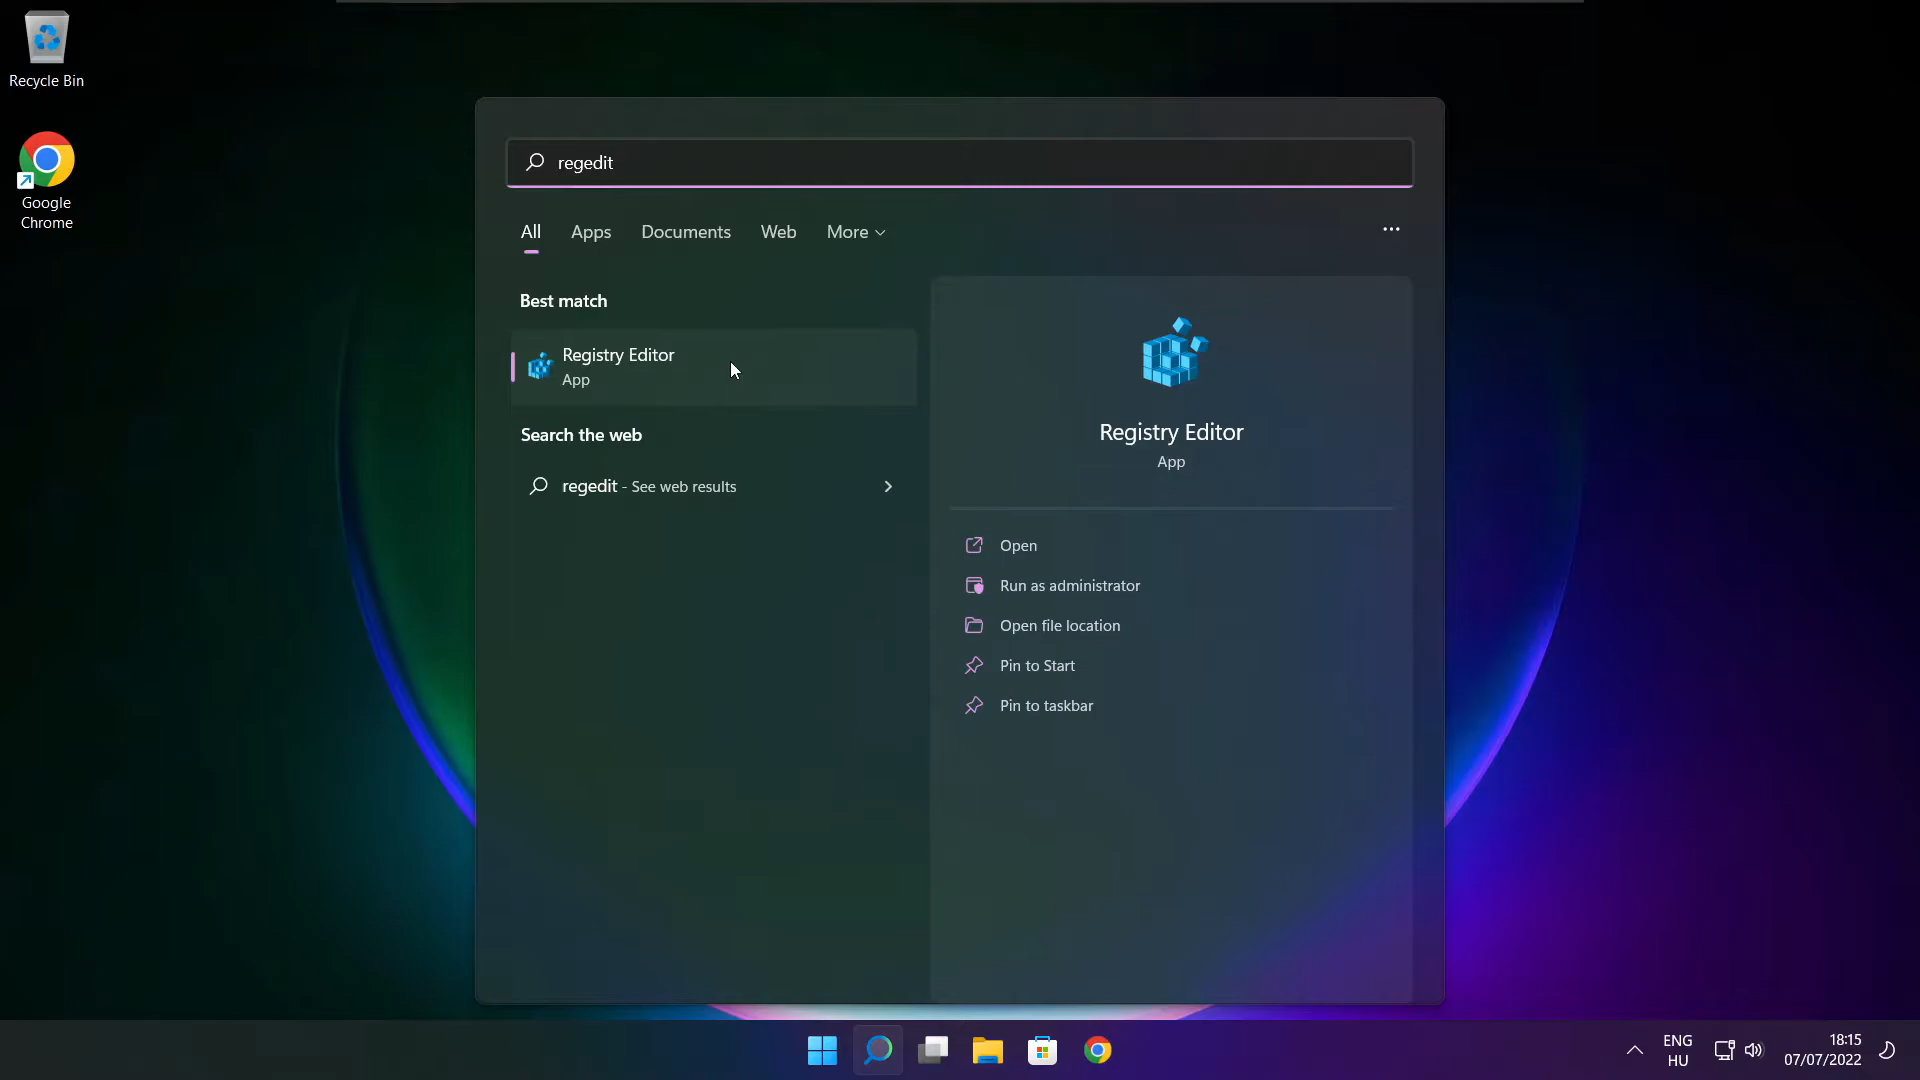 Recycle Bin
Google
Chrome
regedit
All Apps Documents Web More
Best match
Registry Editor
App
Search the web
regedit - See web results
Registry Editor
App
Open
Run as administrator
Open file location
Pin to Start
Pin to taskbar
ENG
HU
18:15
07/07/2022